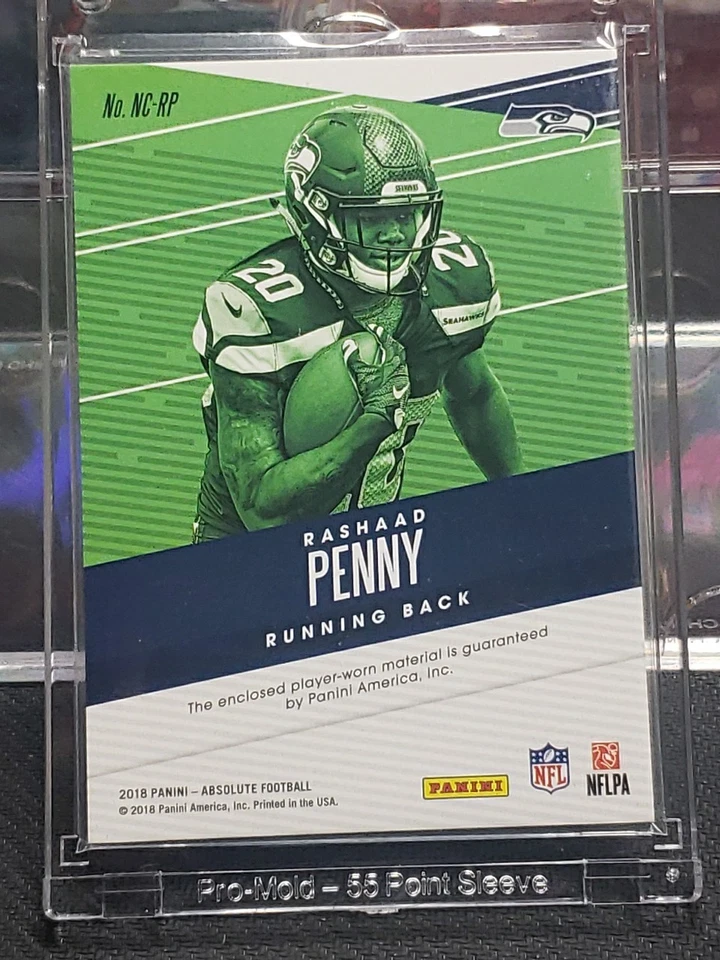 No. NC-RP
SEAHAWKS
20
20
SEAHAWKS
RASHAAD
PENNY
RUNNING BACK
The enclosed player-worn material is guaranteed
by Panini America, Inc.
2018 PANINI – ABSOLUTE FOOTBALL
© 2018 Panini America, Inc. Printed in the USA.
PANINI
NFL
NFLPA
Pro-Mold – 55 Point Sleeve